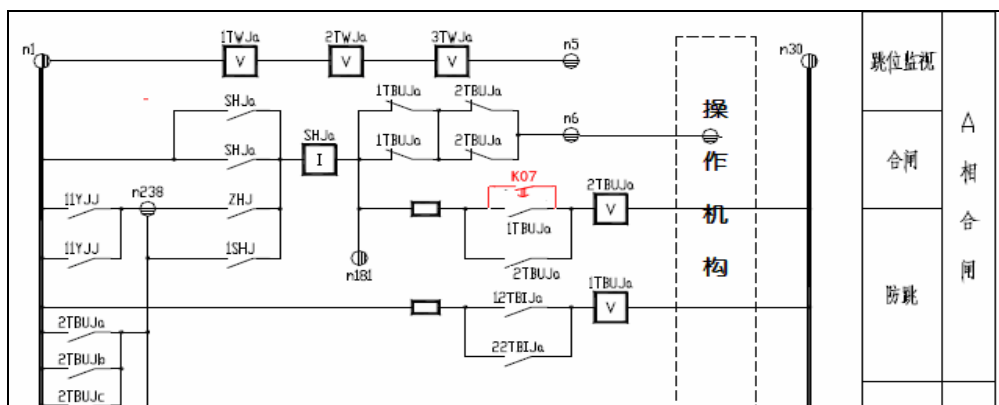 1TWJa 2TWJa 3TWJa
n1 n5 n30
V V V
跳位监视
SHJa 1TBUJa 2TBUJa
操
SHJa n6
A
SHJa 1TBUJa 2TBUJa
I
作
合闸
相
K07
n238 2TBUJa
11YJJ ZHJ V
机
1TBUJa
合
11YJJ 1SHJ
n181 2TBUJa
构
闸
12TBIJa 1TBUJa
V
防跳
2TBUJa
22TBIJa
2TBUJb
2TBUJc